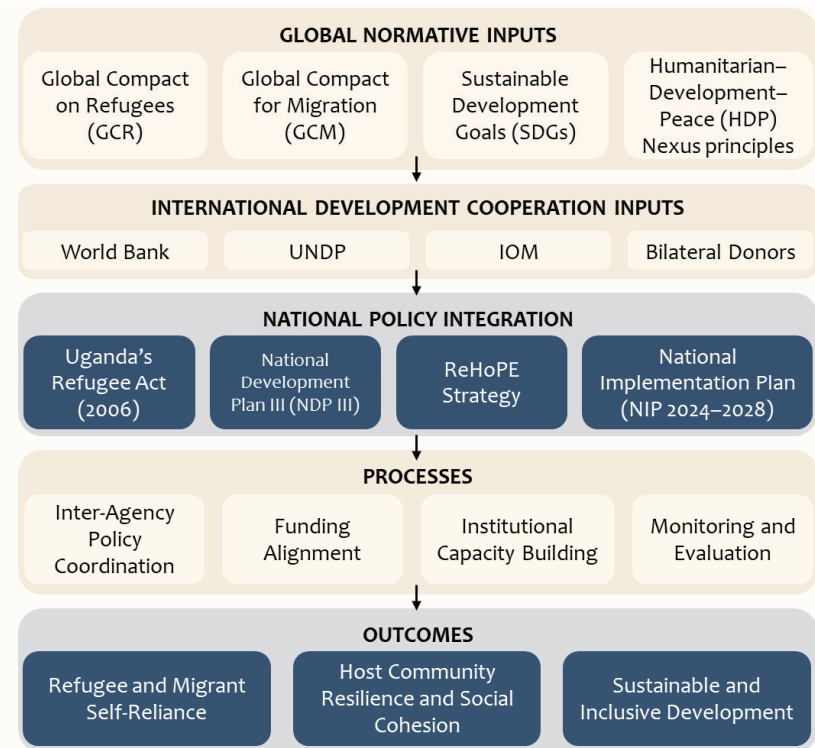 GLOBAL NORMATIVE INPUTS
Global Compact
on Refugees
(GCR)
Global Compact
for Migration
(GCM)
Sustainable
Development
Goals (SDGs)
Humanitarian–
Development–
Peace (HDP)
Nexus principles
INTERNATIONAL DEVELOPMENT COOPERATION INPUTS
World Bank
UNDP
IOM
Bilateral Donors
NATIONAL POLICY INTEGRATION
Uganda’s
Refugee Act
(2006)
National
Development
Plan III (NDP III)
ReHoPE
Strategy
National
Implementation Plan
(NIP 2024–2028)
PROCESSES
Inter-Agency
Policy
Coordination
Funding
Alignment
Institutional
Capacity Building
Monitoring and
Evaluation
OUTCOMES
Refugee and Migrant
Self-Reliance
Host Community
Resilience and Social
Cohesion
Sustainable and
Inclusive Development